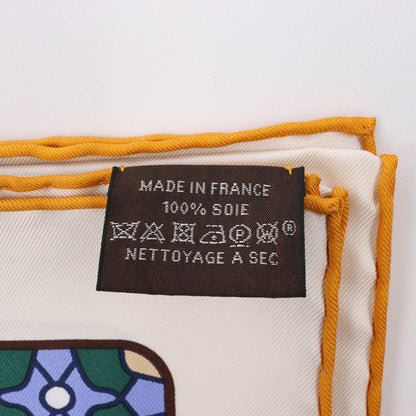 MADE IN FRANCE
100% SOIE
®
NETTOYAGE A SEC